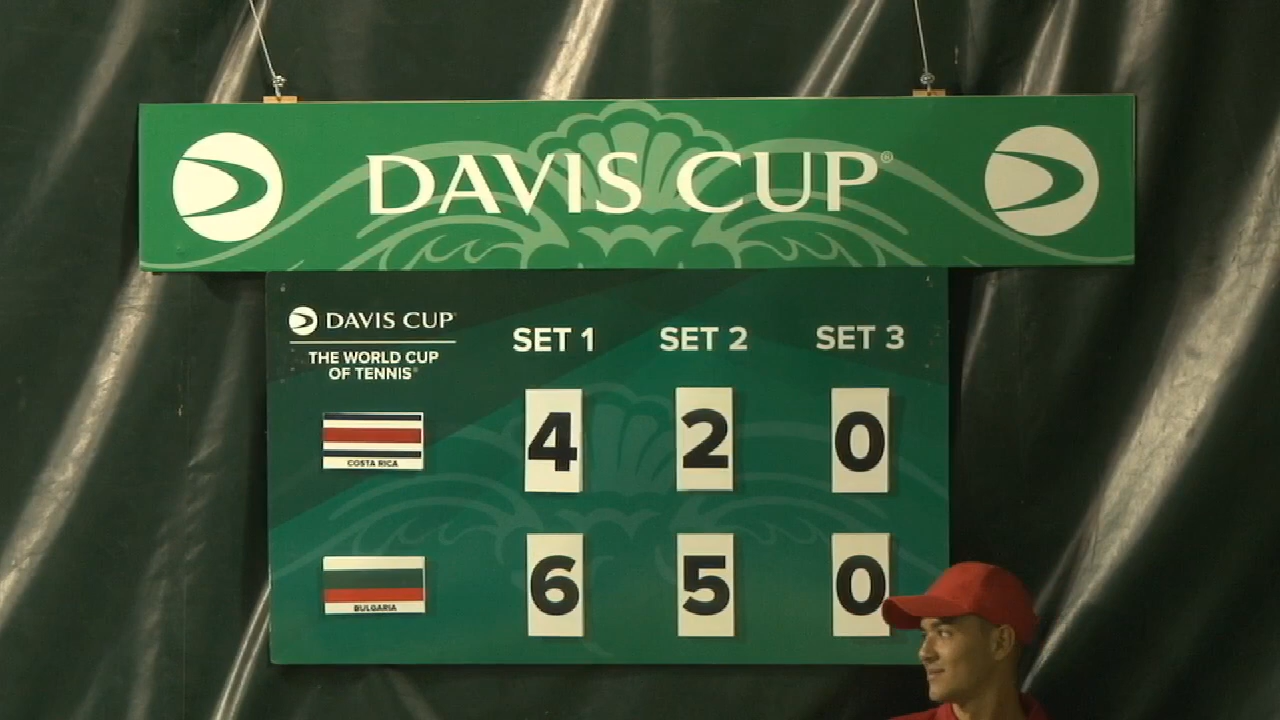 DAVIS CUP®
DAVIS CUP
THE WORLD CUP
OF TENNIS®
SET 1 SET 2 SET 3
COSTA RICA
4 2 0
BULGARIA
6 5 0